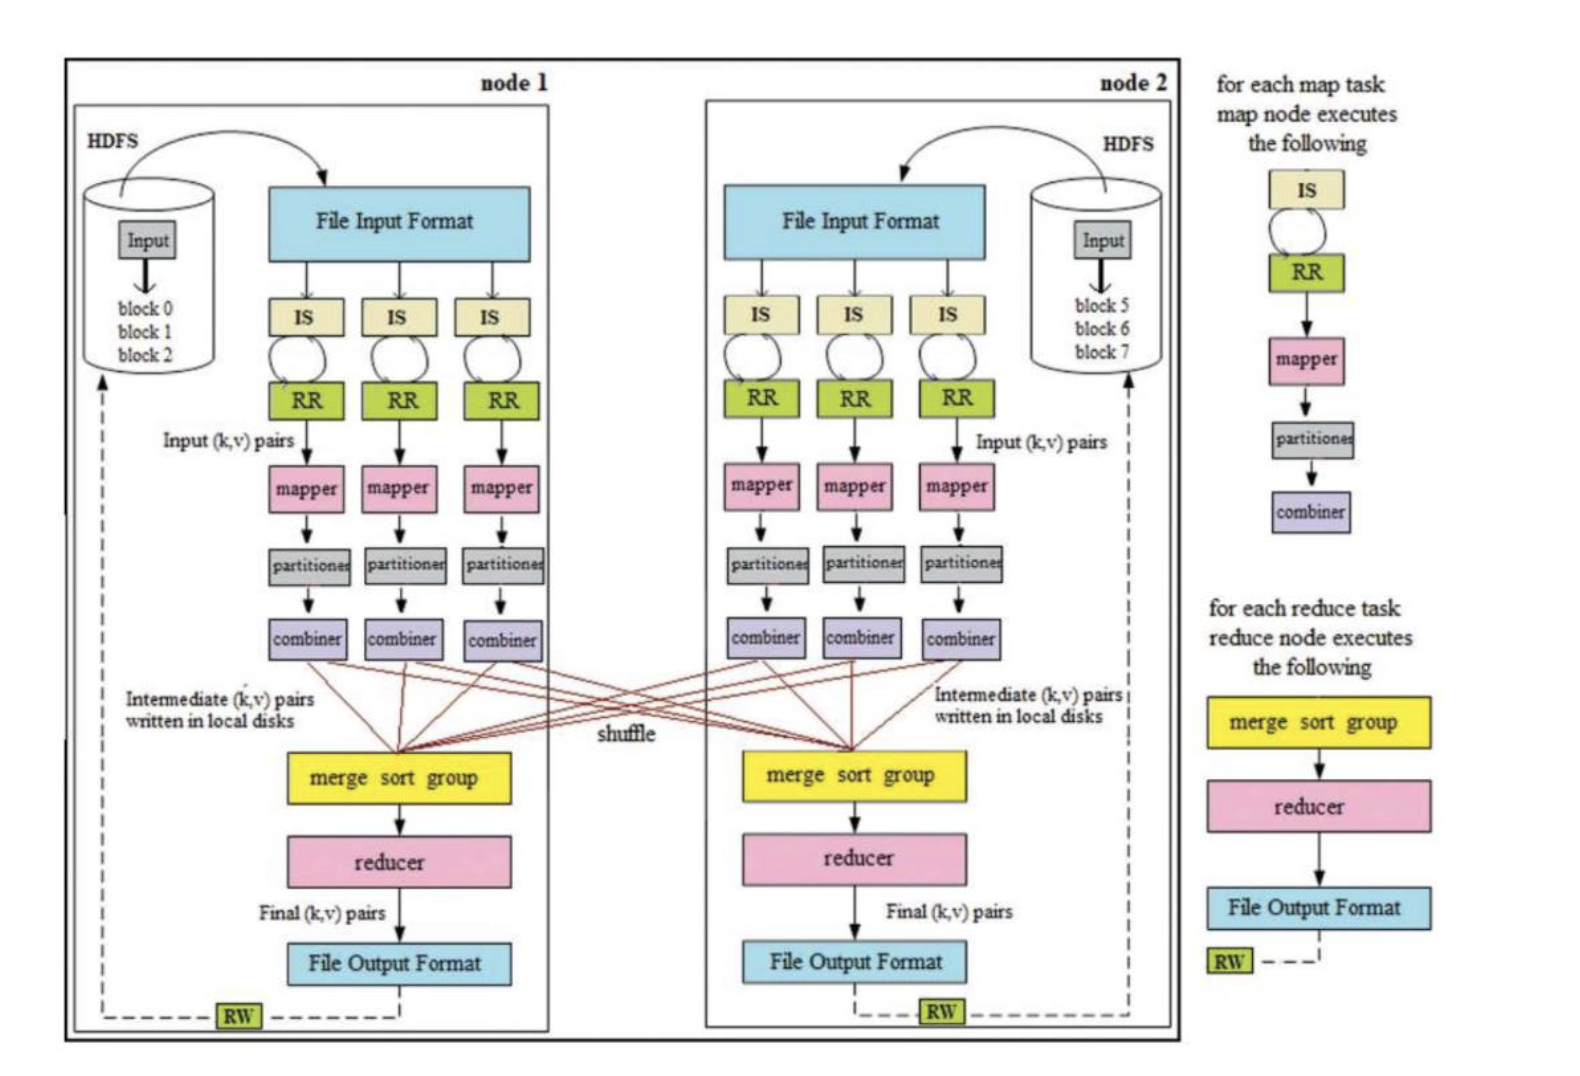 node 1
HDFS
File Input Format
Input
block 0
block 1
block 2
IS
IS
IS
RR
RR
RR
Input (k,v) pairs
mapper
mapper
mapper
partitioner
partitioner
partitioner
combiner
combiner
combiner
Intermediate (k,v) pairs
written in local disks
shuffle
merge sort group
reducer
Final (k,v) pairs
File Output Format
RW
node 2
HDFS
File Input Format
Input
block 5
block 6
block 7
IS
IS
IS
RR
RR
RR
Input (k,v) pairs
mapper
mapper
mapper
partitioner
partitioner
partitioner
combiner
combiner
combiner
Intermediate (k,v) pairs
written in local disks
merge sort group
reducer
Final (k,v) pairs
File Output Format
RW
for each map task
map node executes
the following
IS
RR
mapper
partitioner
combiner
for each reduce task
reduce node executes
the following
merge sort group
reducer
File Output Format
RW